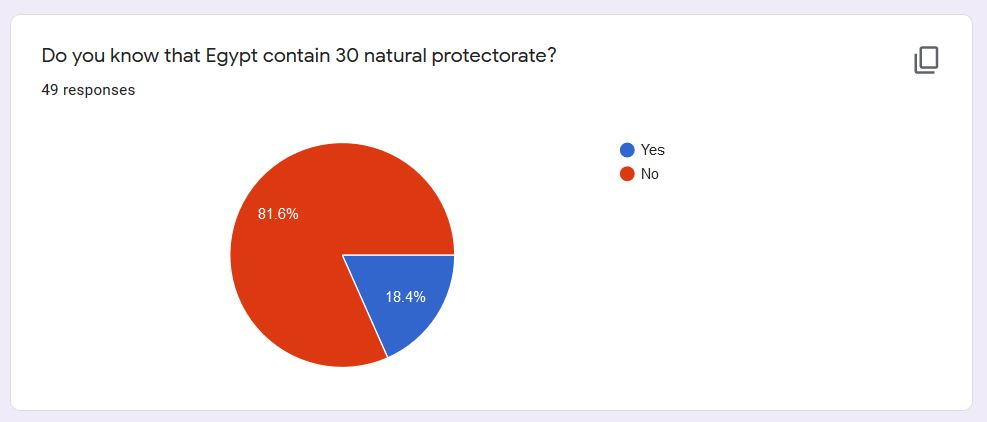 Do you know that Egypt contain 30 natural protectorate?
49 responses
Yes
No
81.6%
18.4%